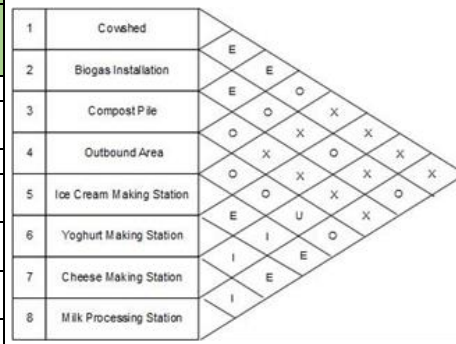 1 Cowshed
E
2 Biogas Installation E
E O
3 Compost Pile O X
O X X
4 Outbound Area X O X
O X X X
5 Ice Cream Making Station O X O
E U X
6 Yoghurt Making Station I O
I E
7 Cheese Making Station E
I
8 Milk Processing Station